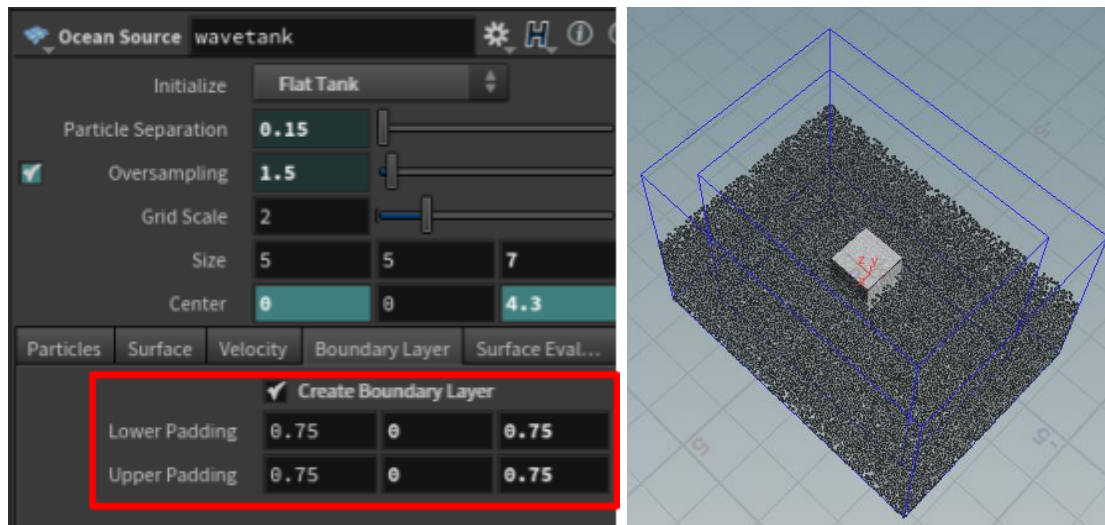 Ocean Source wavetank
Initialize Flat Tank
Particle Separation 0.15
Oversampling 1.5
Grid Scale 2
Size 5 5 7
Center 0 0 4.3
Particles Surface Velocity Boundary Layer Surface Eval...
Create Boundary Layer
Lower Padding 0.75 0 0.75
Upper Padding 0.75 0 0.75
z y
5
-5